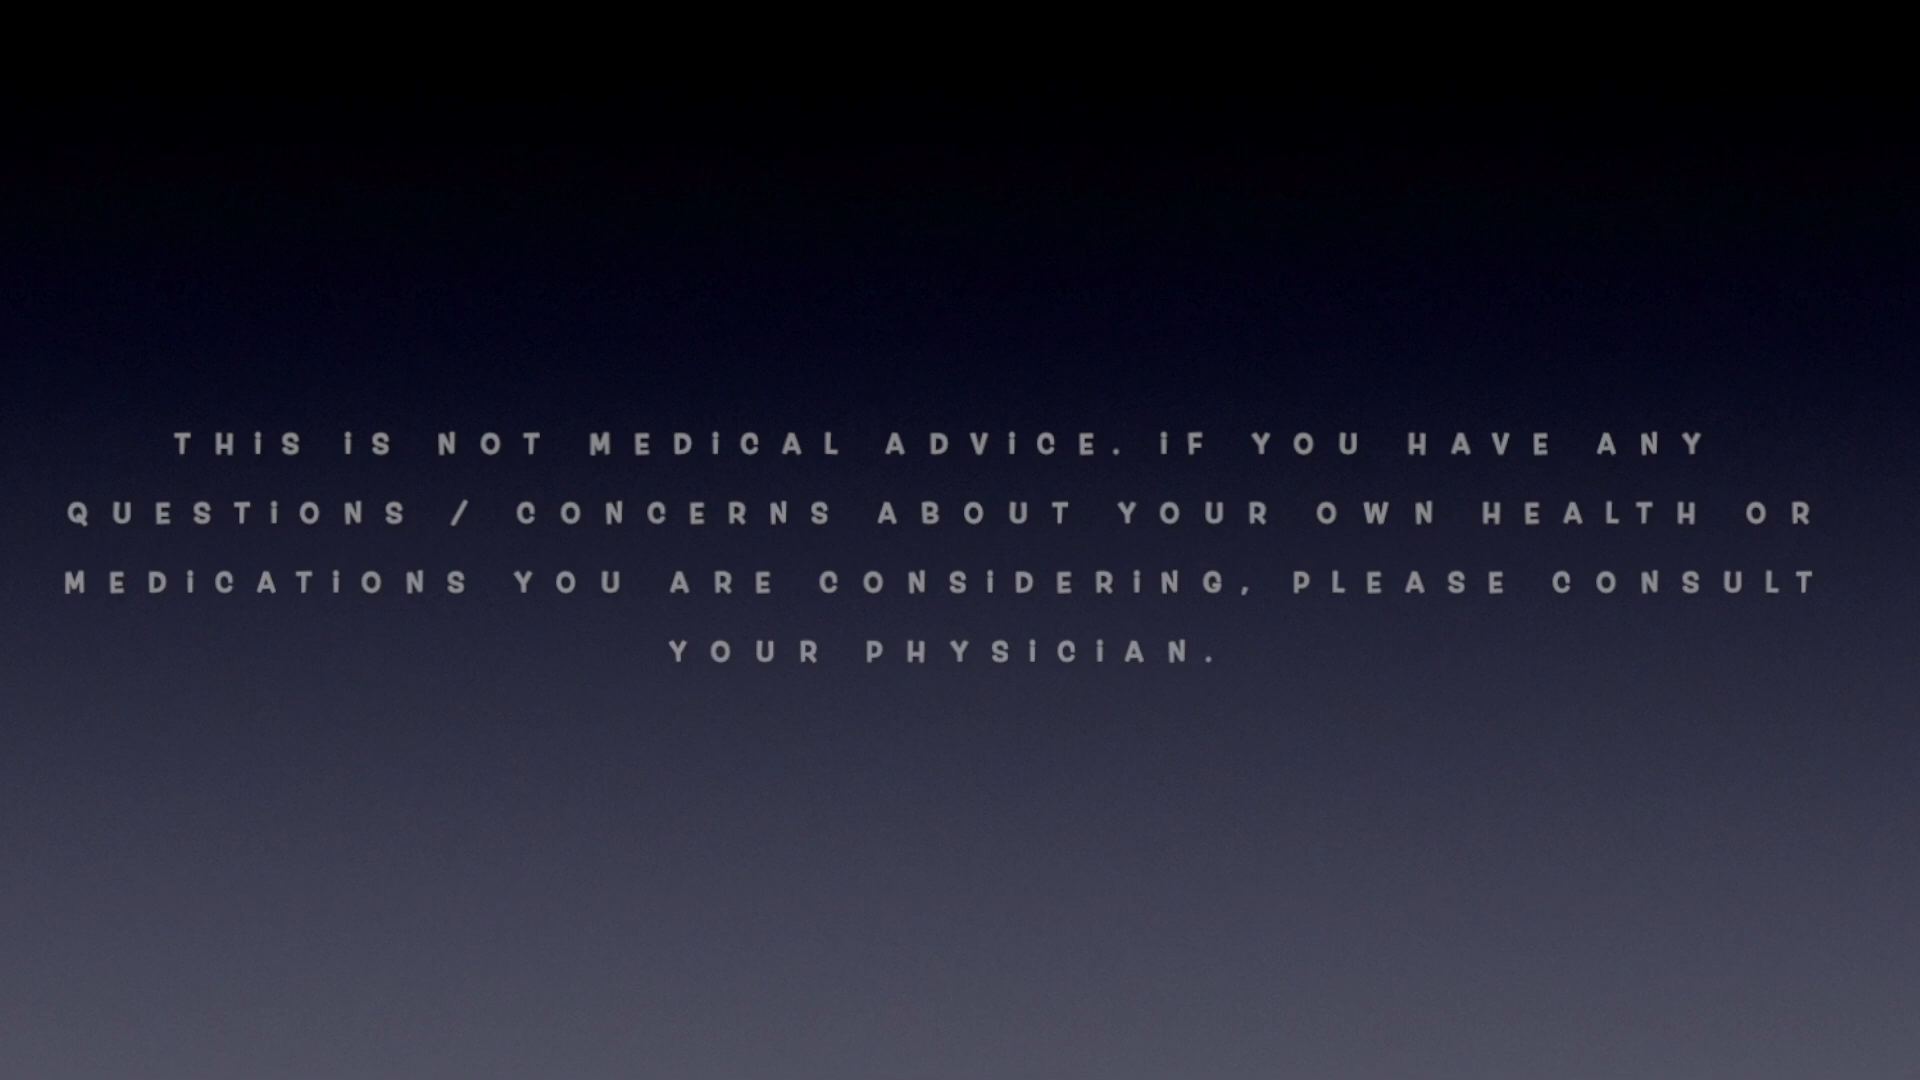 THiS iS NOT MEDiCAL ADViCE. iF YOU HAVE ANY
QUESTiONS / CONCERNS ABOUT YOUR OWN HEALTH OR
MEDiCATiONS YOU ARE CONSiDERiNG, PLEASE CONSULT
YOUR PHYSiCiAN.